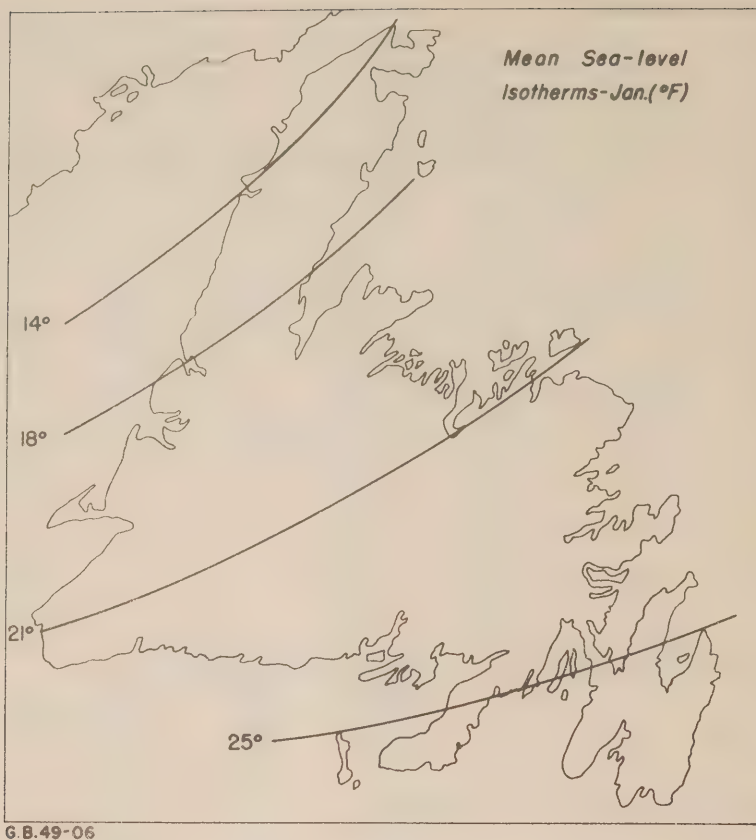 Mean Sea-level
Isotherms-Jan.(°F)
14°
18°
21°
25°
G.B.49-06